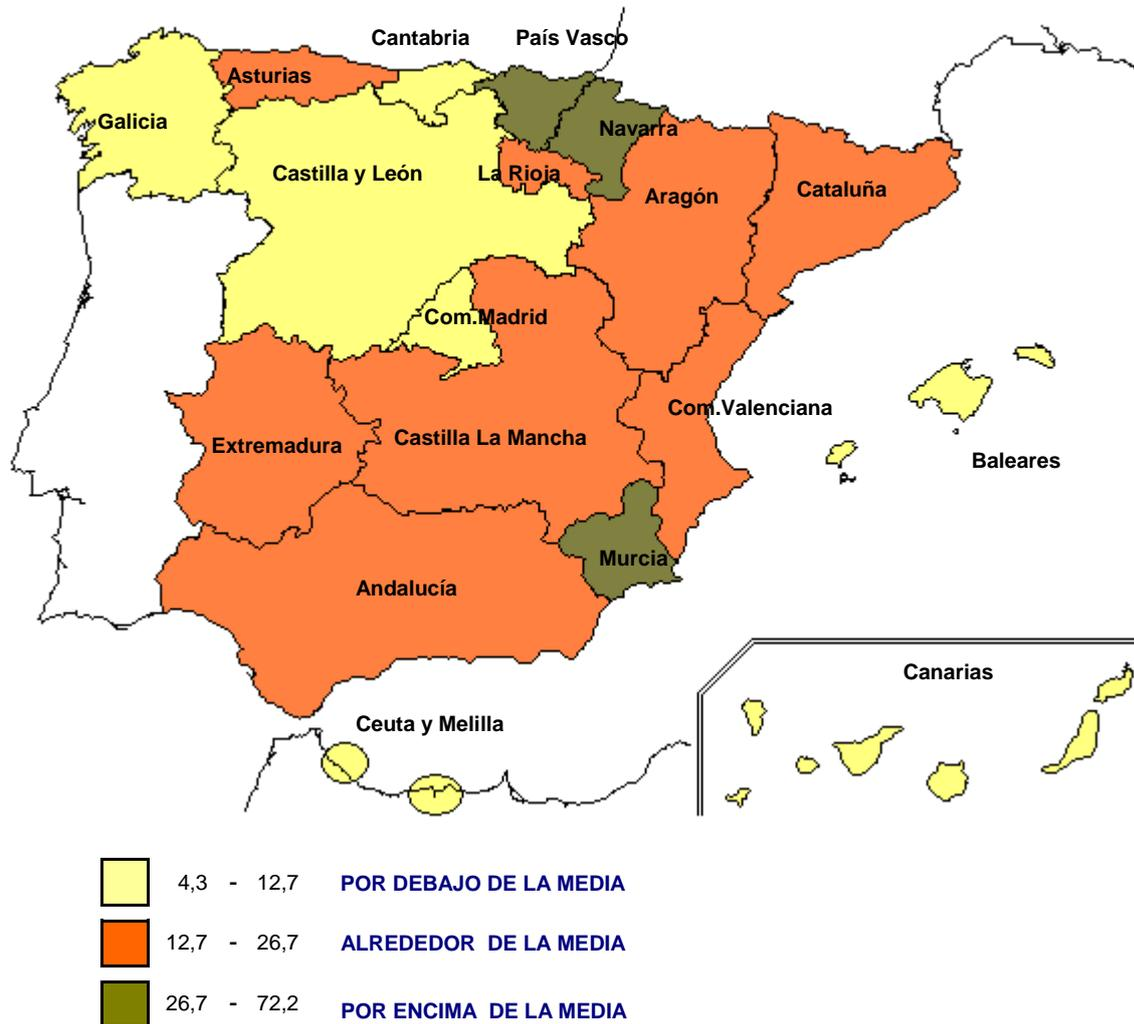 Cantabria
País Vasco
Asturias
Galicia
Navarra
Castilla y León
La Rioja
Aragón
Cataluña
Com.Madrid
Com.Valenciana
Extremadura
Castilla La Mancha
Baleares
Murcia
Andalucía
Canarias
Ceuta y Melilla
4,3 - 12,7 POR DEBAJO DE LA MEDIA
12,7 - 26,7 ALREDEDOR DE LA MEDIA
26,7 - 72,2 POR ENCIMA DE LA MEDIA